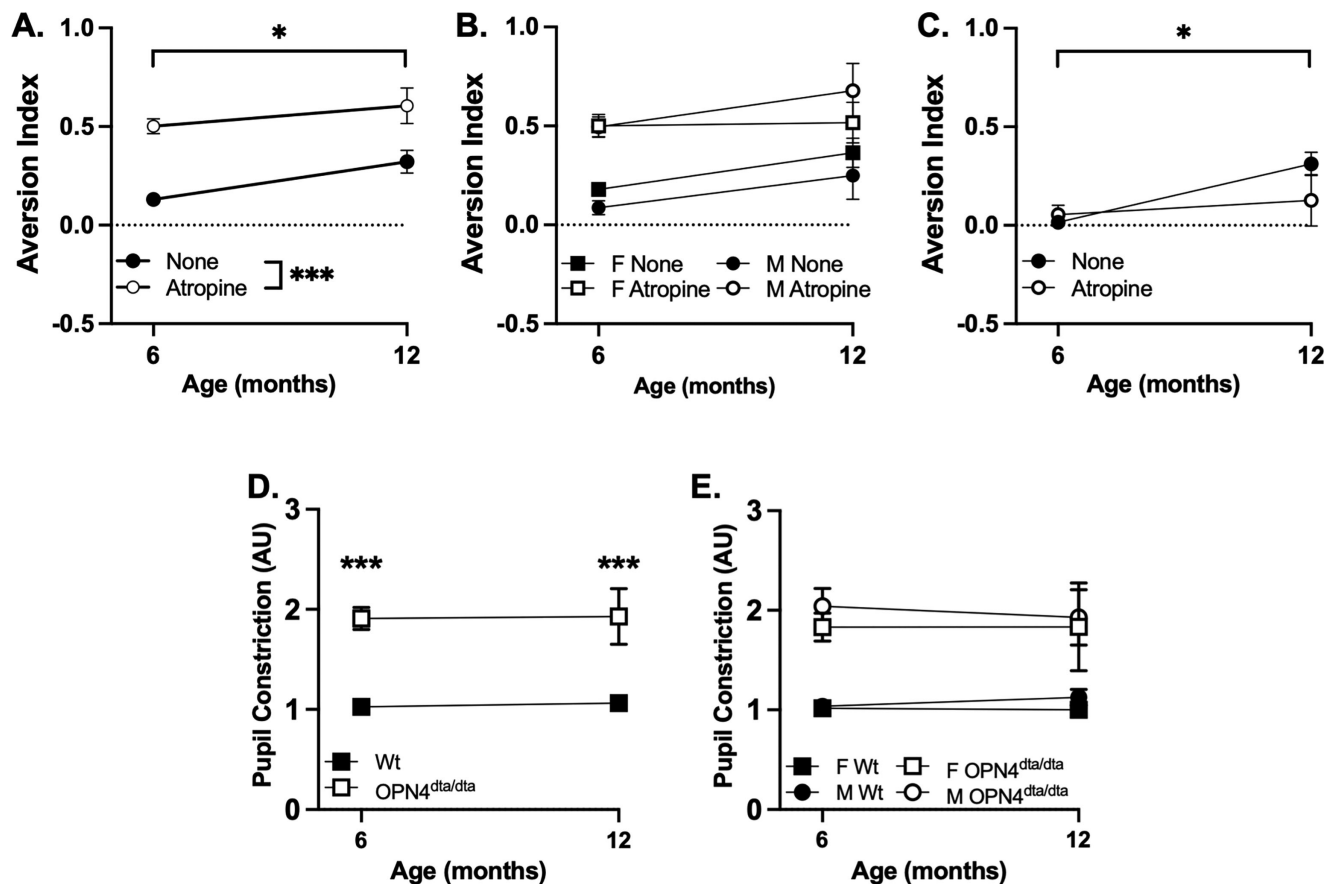 A.
*
Aversion Index
1.0
0.5
0.0
-0.5
None
Atropine
***
6
12
Age (months)
B.
Aversion Index
1.0
0.5
0.0
-0.5
F None
M None
F Atropine
M Atropine
6
12
Age (months)
C.
*
Aversion Index
1.0
0.5
0.0
-0.5
None
Atropine
6
12
Age (months)
D.
Pupil Constriction (AU)
3
2
1
0
***
***
Wt
OPN4dta/dta
6
12
Age (months)
E.
Pupil Constriction (AU)
3
2
1
0
F Wt
F OPN4dta/dta
M Wt
M OPN4dta/dta
6
12
Age (months)